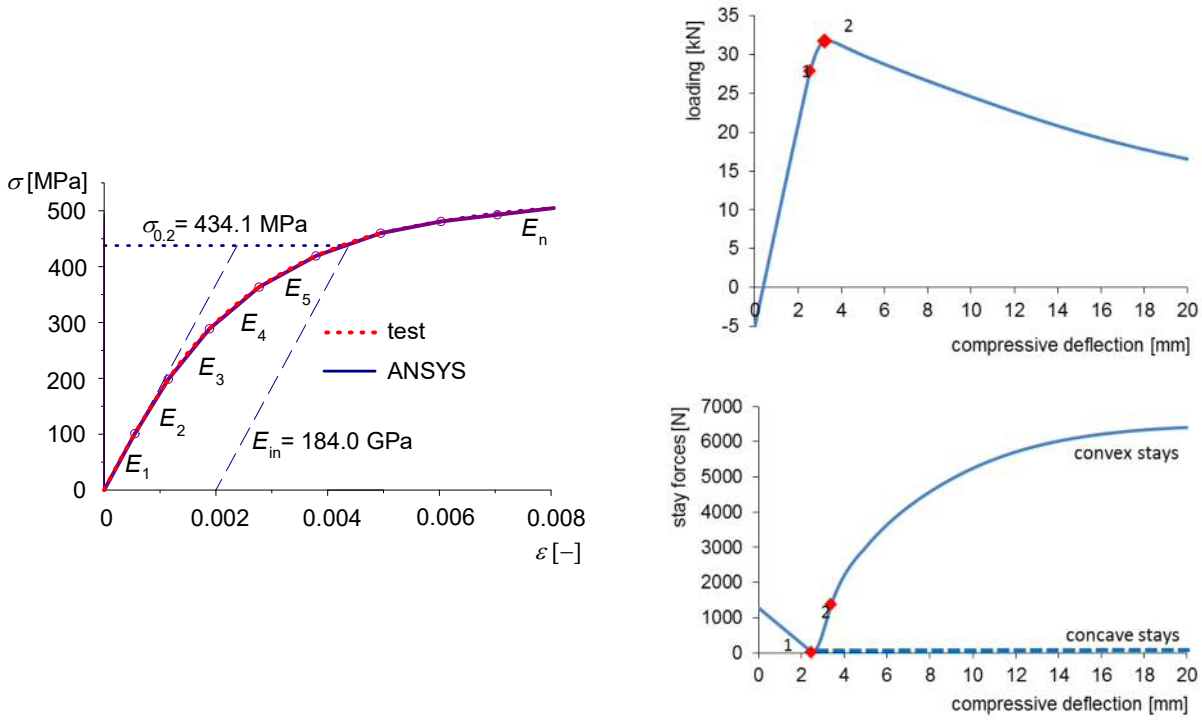 σ [MPa]
500
400
300
200
100
0
σ0.2= 434.1 MPa
En
E5
E4
E3
E2
E1
test
ANSYS
Ein= 184.0 GPa
0 0.002 0.004 0.006 0.008
ε [−]
loading [kN]
35
30
25
20
15
10
5
0
-5
1
2
0 2 4 6 8 10 12 14 16 18 20
compressive deflection [mm]
stay forces[N]
7000
6000
5000
4000
3000
2000
1000
0
convex stays
2
1
concave stays
0 2 4 6 8 10 12 14 16 18 20
compressive deflection [mm]